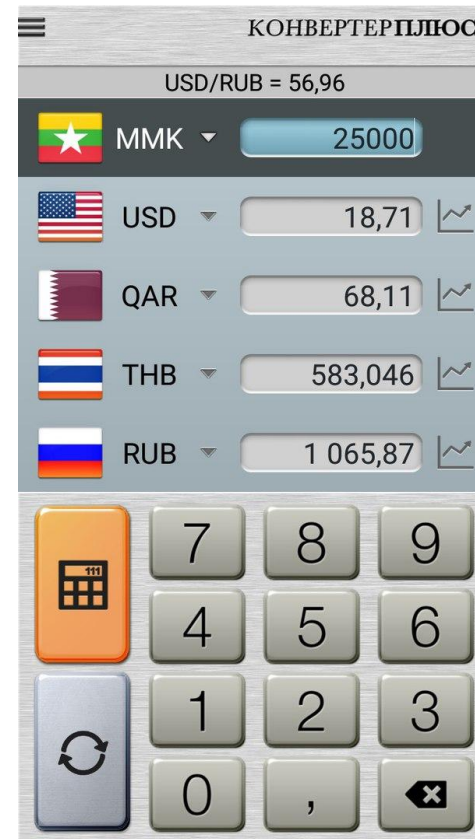 КОНВЕРТЕРПЛЮС
USD/RUB = 56,96
MMK 25000
USD 18,71
QAR 68,11
THB 583,046
RUB 1 065,87
111 7 8 9
4 5 6
1 2 3
0 ,